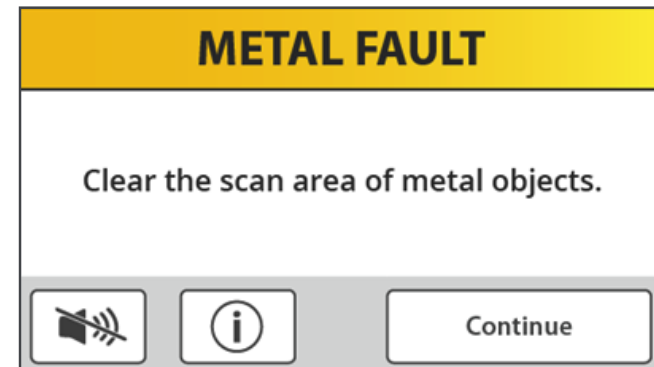 METAL FAULT
Clear the scan area of metal objects.
i
Continue